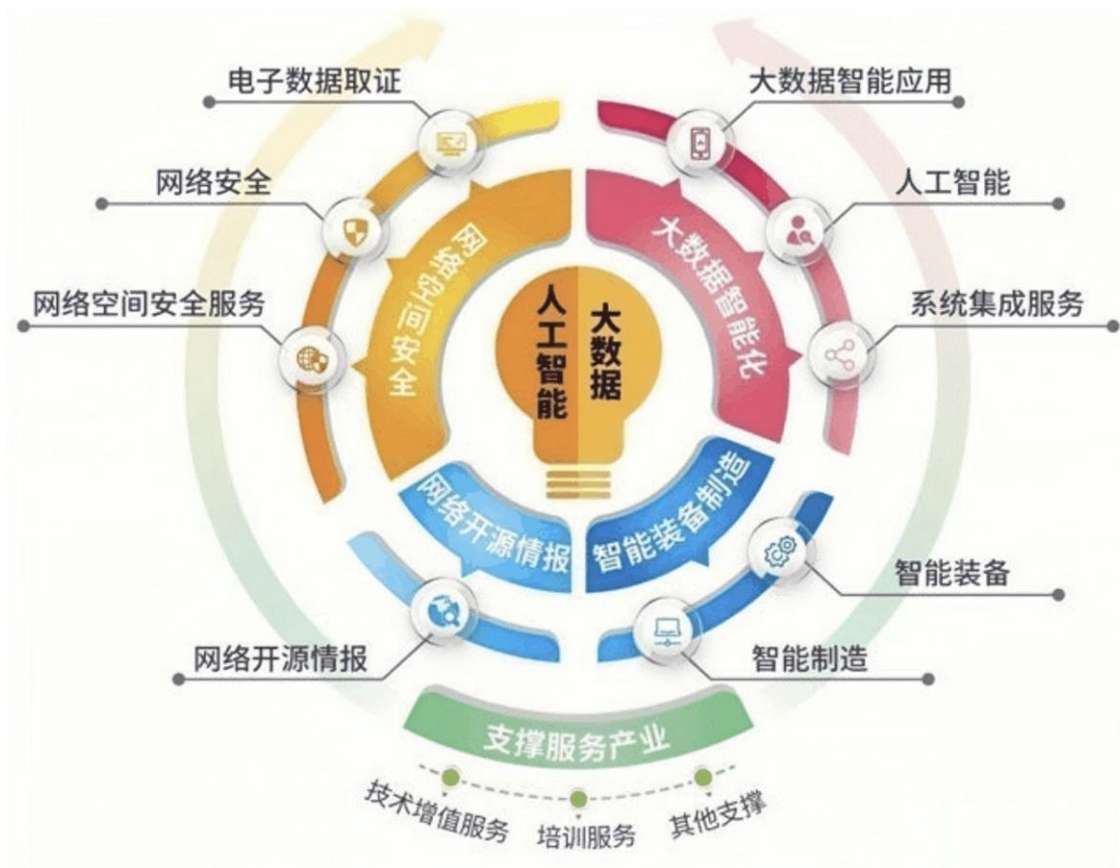 电子数据取证
大数据智能应用
网络安全
人工智能
网络空间安全服务
系统集成服务
网络空间安全
大数据智能化
人工智能
大数据
网络开源情报
智能装备制造
智能装备
网络开源情报
智能制造
支撑服务产业
技术增值服务
培训服务
其他支撑